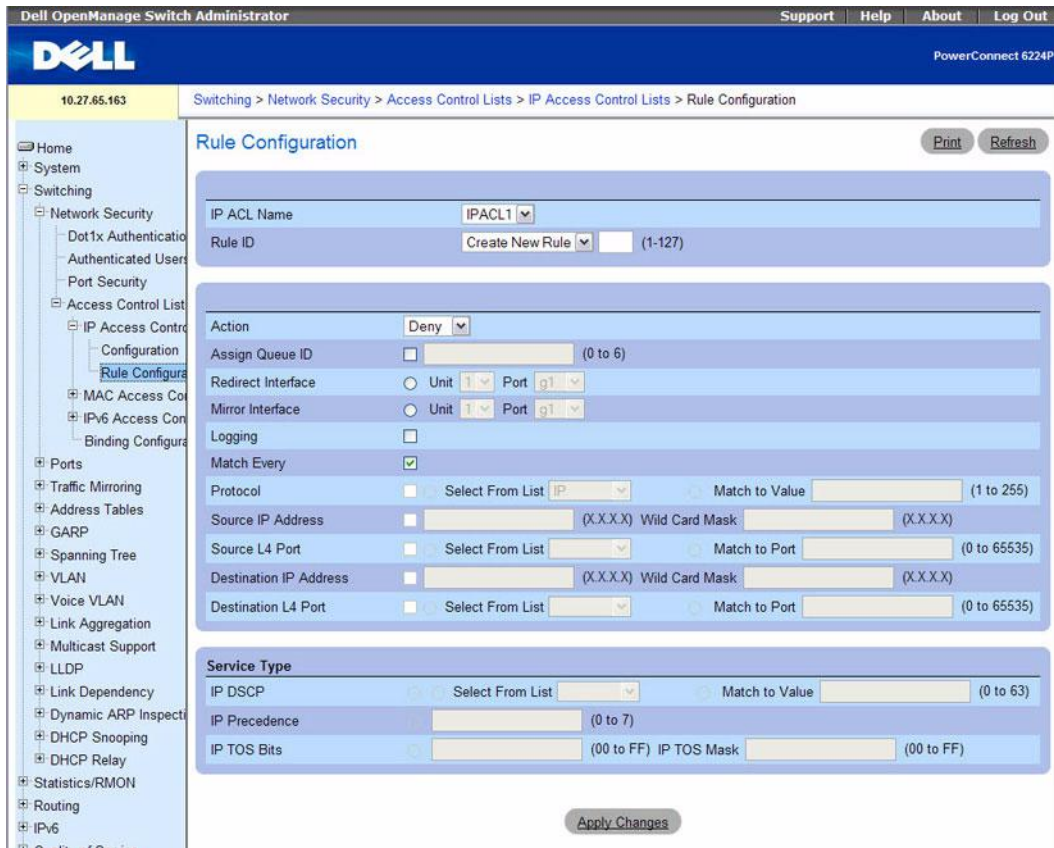 Dell OpenManage Switch Administrator Support Help About Log Out
DELL
PowerConnect 6224P
10.27.65.163
Switching > Network Security > Access Control Lists > IP Access Control Lists > Rule Configuration
Home
System
Switching
Network Security
Dot1x Authenticatio
Authenticated Users
Port Security
Access Control List
IP Access Contro
Configuration
Rule Configura
MAC Access Co
IPv6 Access Con
Binding Configura
Ports
Traffic Mirroring
Address Tables
GARP
Spanning Tree
VLAN
Voice VLAN
Link Aggregation
Multicast Support
LLDP
Link Dependency
Dynamic ARP Inspecti
DHCP Snooping
DHCP Relay
Statistics/RMON
Routing
IPv6
Rule Configuration
Print Refresh
IP ACL Name IPACL1
Rule ID Create New Rule (1-127)
Action Deny
Assign Queue ID (0 to 6)
Redirect Interface Unit 1 Port g1
Mirror Interface Unit 1 Port g1
Logging
Match Every
Protocol Select From List IP Match to Value (1 to 255)
Source IP Address (X.X.X.X) Wild Card Mask (X.X.X.X)
Source L4 Port Select From List Match to Port (0 to 65535)
Destination IP Address (X.X.X.X) Wild Card Mask (X.X.X.X)
Destination L4 Port Select From List Match to Port (0 to 65535)
Service Type
IP DSCP Select From List Match to Value (0 to 63)
IP Precedence (0 to 7)
IP TOS Bits (00 to FF) IP TOS Mask (00 to FF)
Apply Changes